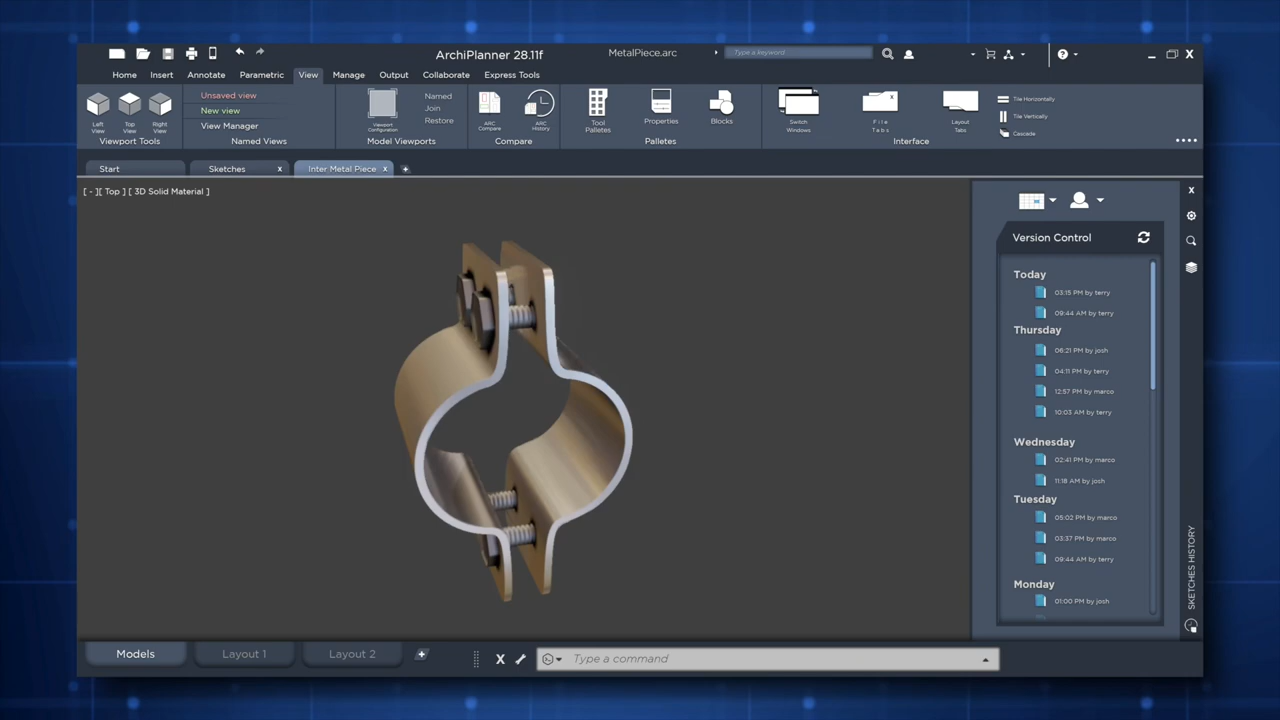 ArchiPlanner 28.11f
MetalPiece.arc
Type a keyword
?
Home Insert Annotate Parametric View Manage Output Collaborate Express Tools
Left View
Top View
Right View
Viewport Tools
Unsaved view
New view
View Manager
Named Views
Viewport Configuration
Named
Join
Restore
Model Viewports
ARC Compare
ARC History
Compare
Tool Palletes
Properties
Blocks
Palletes
Switch Windows
File Tabs
Layout Tabs
Tile Horizontally
Tile Vertically
Cascade
Interface
Start
Sketches x
Inter Metal Piece x
[ - ][ Top ] [ 3D Solid Material ]
Version Control
Today
03:15 PM by terry
09:44 AM by terry
Thursday
06:21 PM by josh
04:11 PM by terry
12:57 PM by marco
10:03 AM by terry
Wednesday
02:41 PM by marco
11:18 AM by josh
Tuesday
05:02 PM by marco
03:37 PM by marco
09:44 AM by terry
Monday
01:00 PM by josh
SKETCHES HISTORY
Models
Layout 1
Layout 2
Type a command